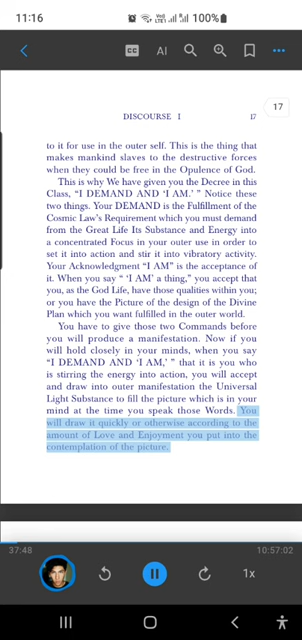 11:16
100%
CC AI
17
DISCOURSE I 17
to it for use in the outer self. This is the thing that
makes mankind slaves to the destructive forces
when they could be free in the Opulence of God.
This is why We have given you the Decree in this
Class, “I DEMAND AND ‘I AM.’ ” Notice these
two things. Your DEMAND is the Fulfillment of the
Cosmic Law’s Requirement which you must demand
from the Great Life Its Substance and Energy into
a concentrated Focus in your outer use in order to
set it into action and stir it into vibratory activity.
Your Acknowledgment “I AM” is the acceptance of
it. When you say “ ‘I AM’ a thing,” you accept that
you, as the God Life, have those qualities within you;
or you have the Picture of the design of the Divine
Plan which you want fulfilled in the outer world.
You have to give those two Commands before
you will produce a manifestation. Now if you
will hold closely in your minds, when you say
“I DEMAND AND ‘I AM,’ ” that it is you who
is stirring the energy into action, you will accept
and draw into outer manifestation the Universal
Light Substance to fill the picture which is in your
mind at the time you speak those Words. You
will draw it quickly or otherwise according to the
amount of Love and Enjoyment you put into the
contemplation of the picture.
37:48 10:57:02
1x